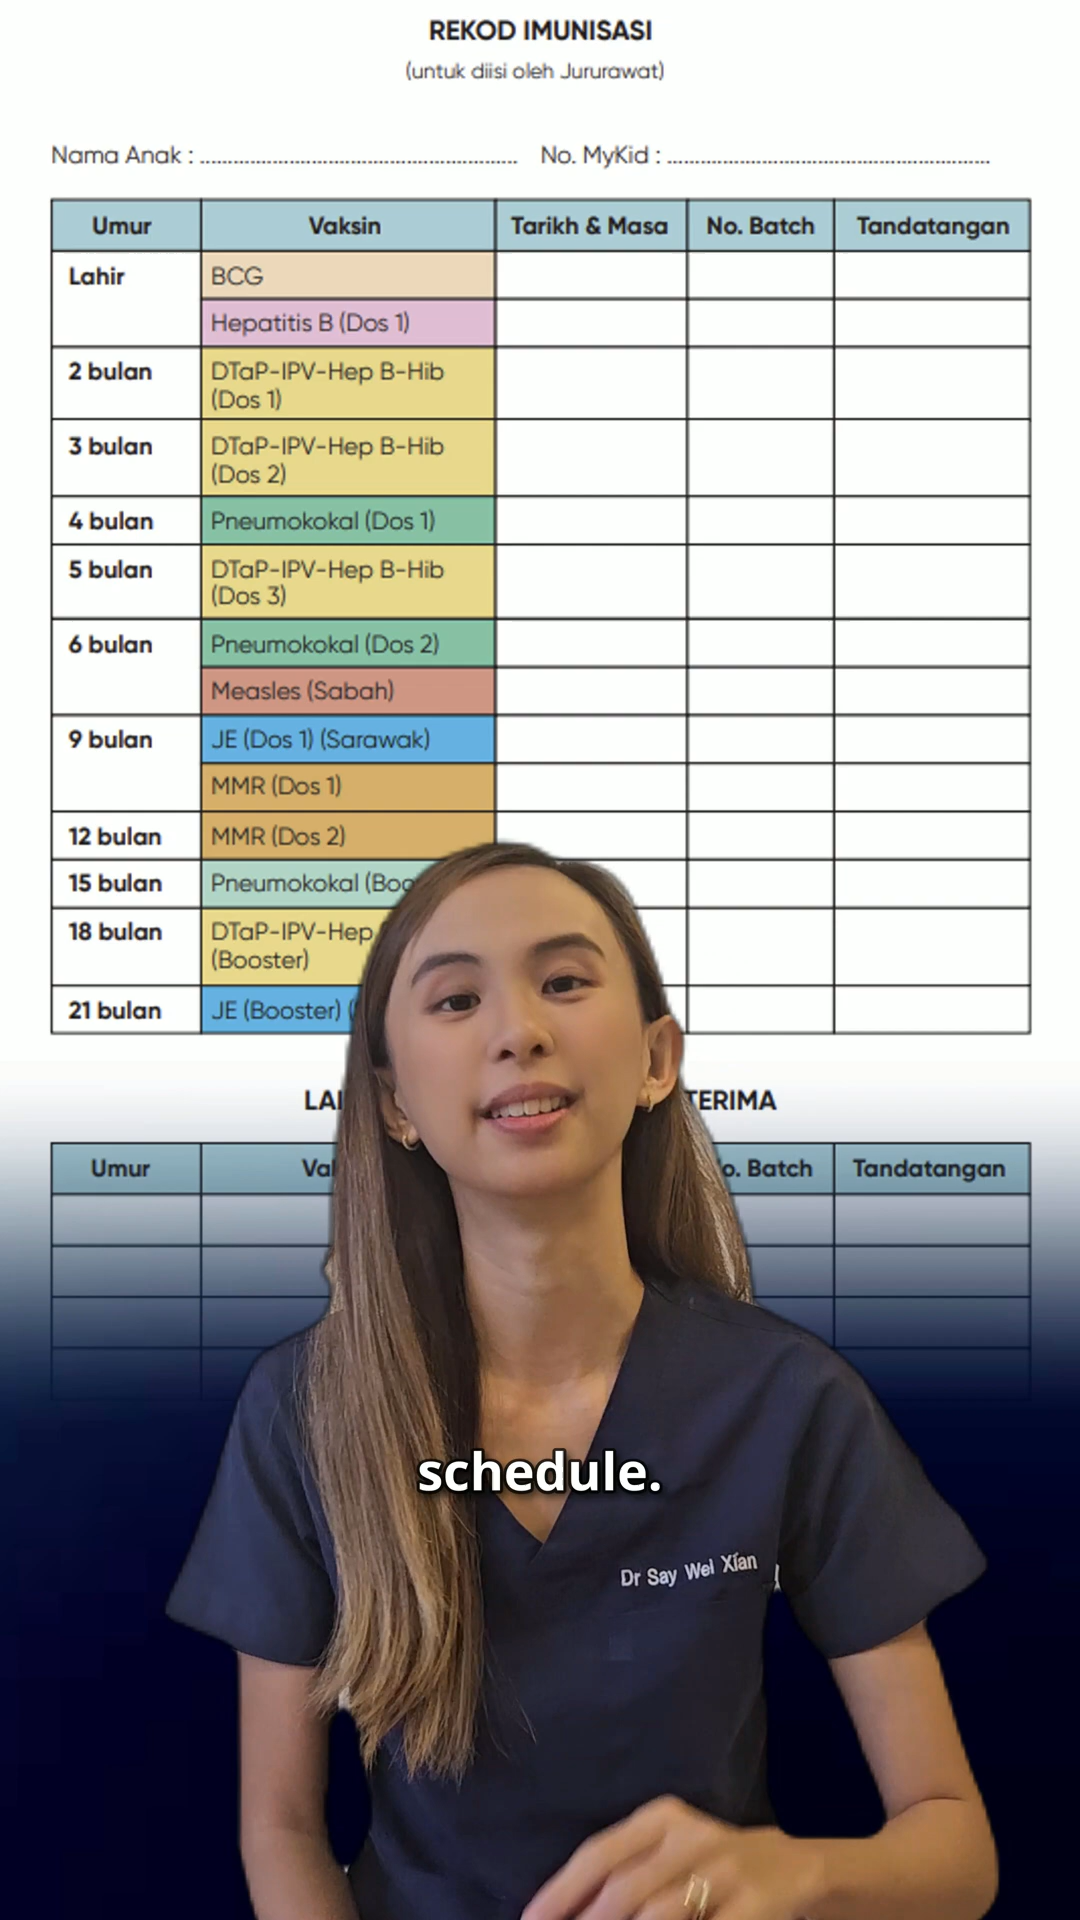 REKOD IMUNISASI
(untuk diisi oleh Jururawat)
Nama Anak : ............................................................ No. MyKid : ............................................................
Umur Vaksin Tarikh & Masa No. Batch Tandatangan
Lahir BCG
Hepatitis B (Dos 1)
2 bulan DTaP-IPV-Hep B-Hib
(Dos 1)
3 bulan DTaP-IPV-Hep B-Hib
(Dos 2)
4 bulan Pneumokokal (Dos 1)
5 bulan DTaP-IPV-Hep B-Hib
(Dos 3)
6 bulan Pneumokokal (Dos 2)
Measles (Sabah)
9 bulan JE (Dos 1) (Sarawak)
MMR (Dos 1)
12 bulan MMR (Dos 2)
15 bulan Pneumokokal
18 bulan DTaP-IPV-Hep
(Booster)
21 bulan JE (Booster)
Umur Batch Tandatangan
schedule.
Dr Say Wei Xian